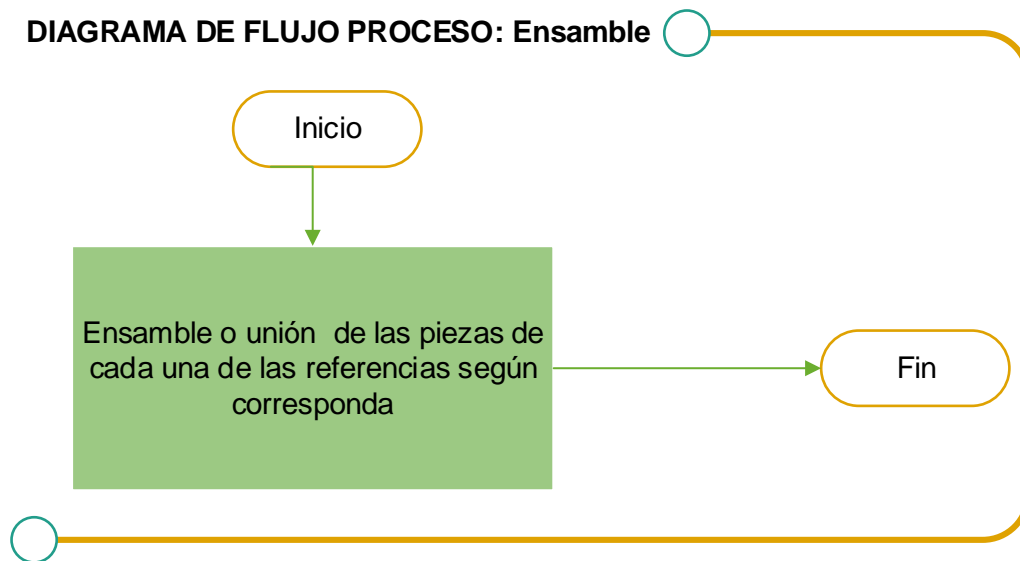 DIAGRAMA DE FLUJO PROCESO: Ensamble
Inicio
Ensamble o unión  de las piezas de
cada una de las referencias según
corresponda
Fin